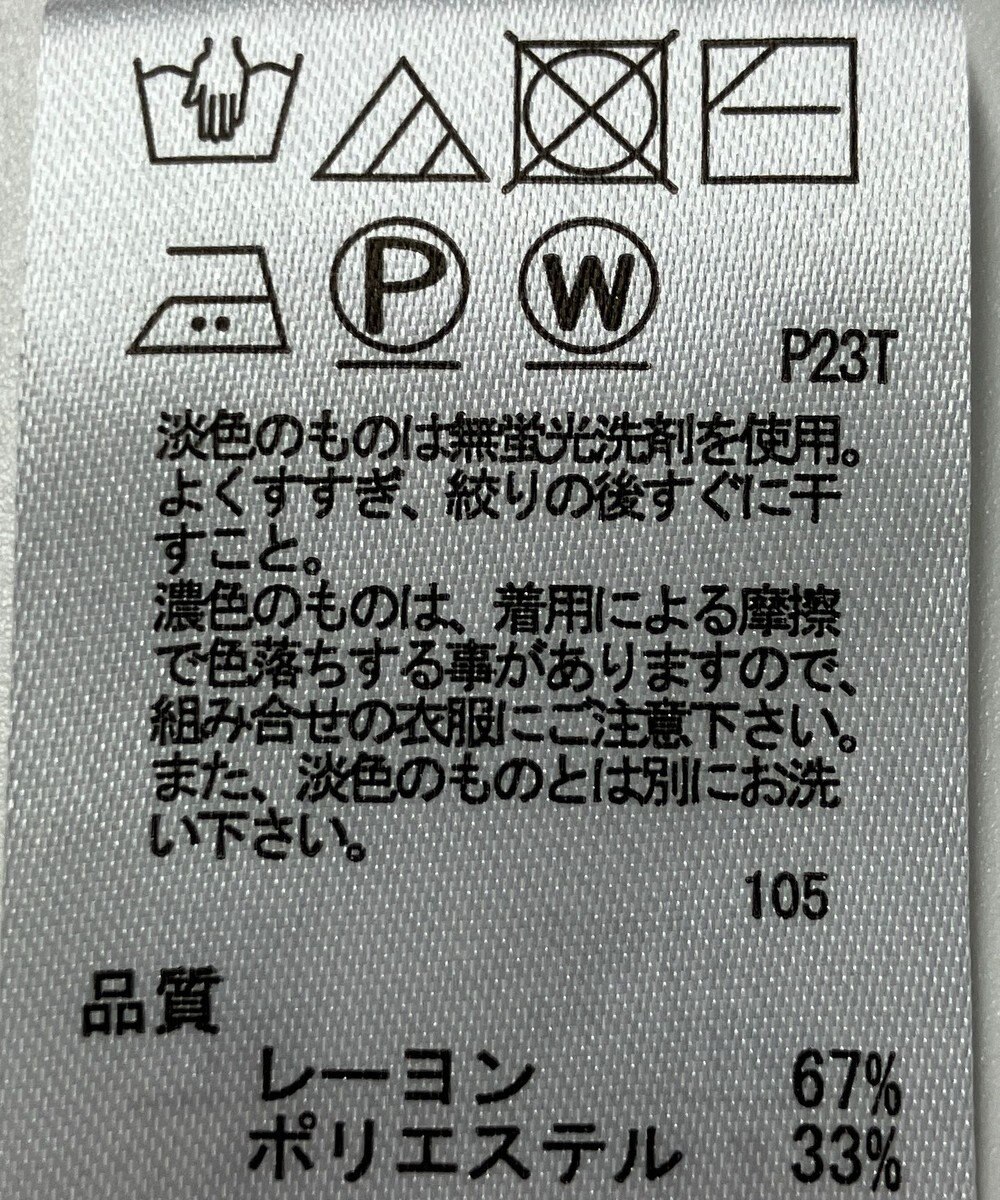 P
W
P23T
淡色のものは無蛍光洗剤を使用。
よくすすぎ、絞りの後すぐに干
すこと。
濃色のものは、着用による摩擦
で色落ちする事がありますので、
組み合せの衣服にご注意下さい。
また、淡色のものとは別にお洗
い下さい。
105
品質
レーヨン 67%
ポリエステル 33%